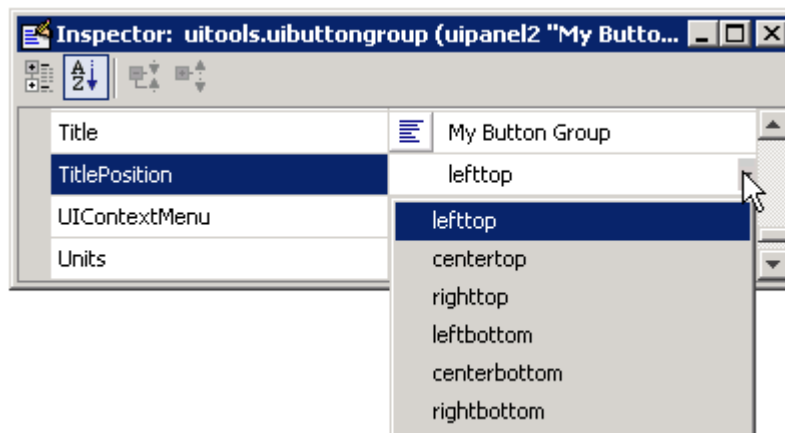 Inspector: uitools.uibuttongroup (uipanel2 "My Butto...
A
Z
Title My Button Group
TitlePosition lefttop
UIContextMenu lefttop
centertop
Units
righttop
leftbottom
centerbottom
rightbottom